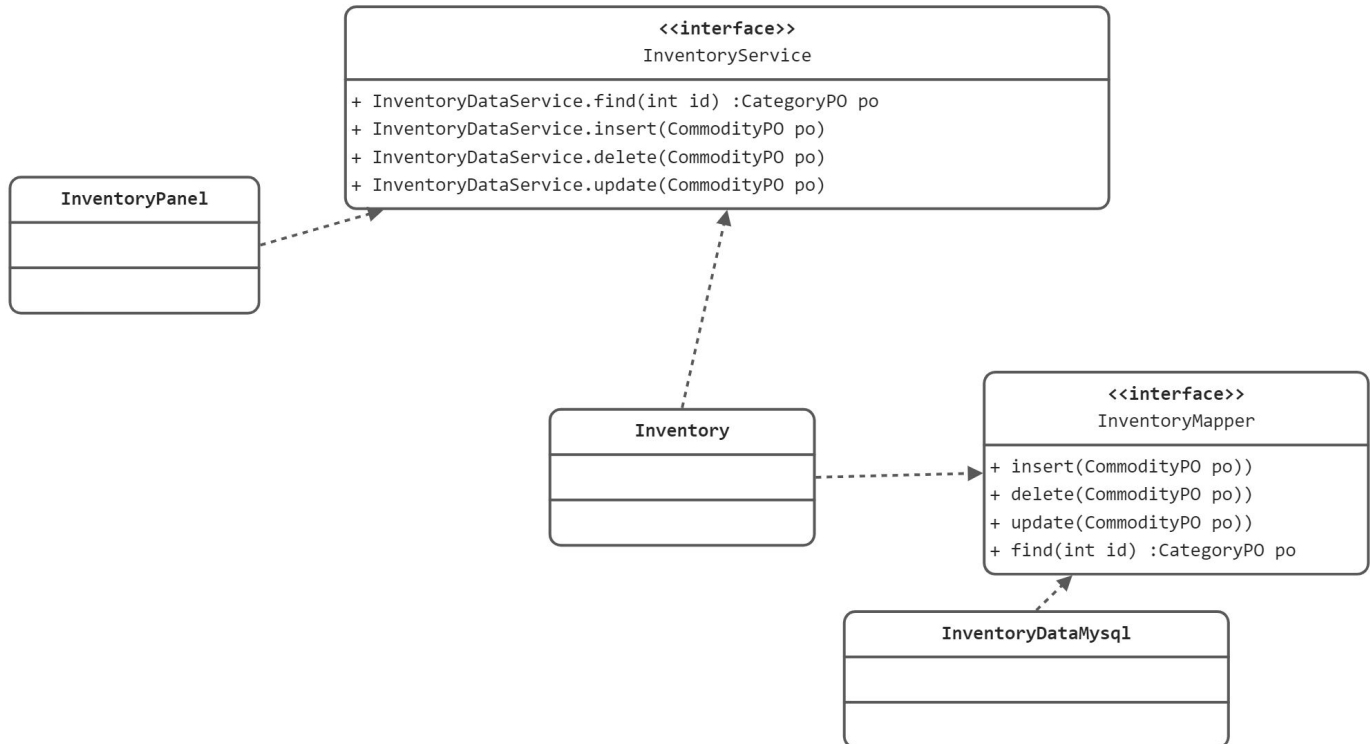 <<interface>>
InventoryService
+ InventoryDataService.find(int id) :CategoryPO po
+ InventoryDataService.insert(CommodityPO po)
+ InventoryDataService.delete(CommodityPO po)
+ InventoryDataService.update(CommodityPO po)
InventoryPanel
Inventory
<<interface>>
InventoryMapper
+ insert(CommodityPO po))
+ delete(CommodityPO po))
+ update(CommodityPO po))
+ find(int id) :CategoryPO po
InventoryDataMysql